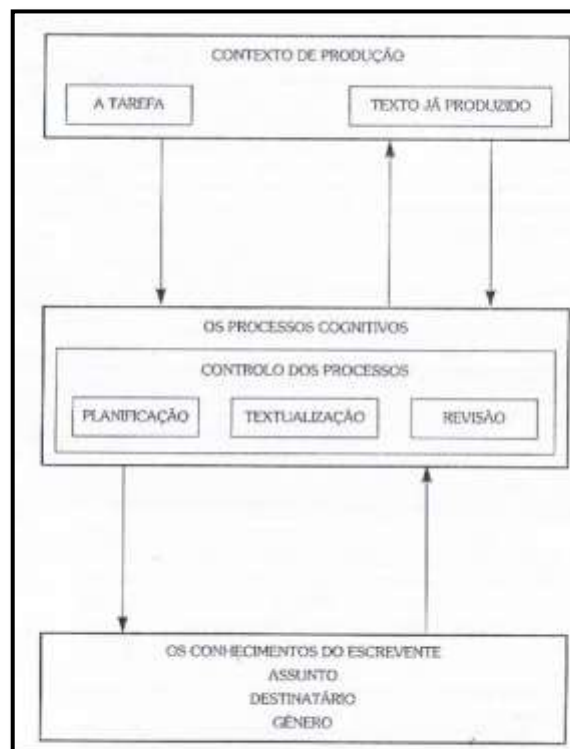 CONTEXTO DE PRODUÇÃO
A TAREFA
TEXTO JÁ PRODUZIDO
OS PROCESSOS COGNITIVOS
CONTROLO DOS PROCESSOS
PLANIFICAÇÃO
TEXTUALIZAÇÃO
REVISÃO
OS CONHECIMENTOS DO ESCREVENTE
ASSUNTO
DESTINATÁRIO
GÉNERO